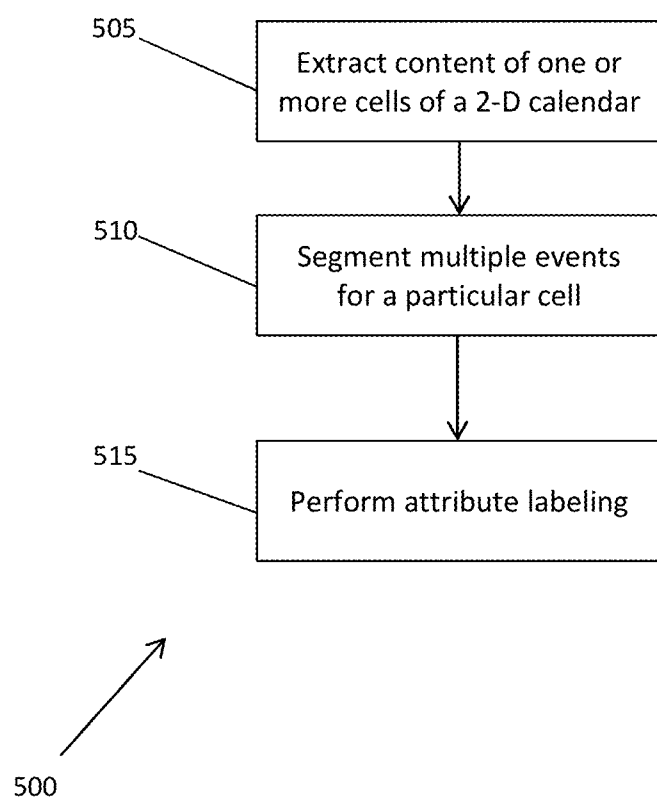 505
Extract content of one or
more cells of a 2-D calendar
510
Segment multiple events
for a particular cell
515
Perform attribute labeling
500